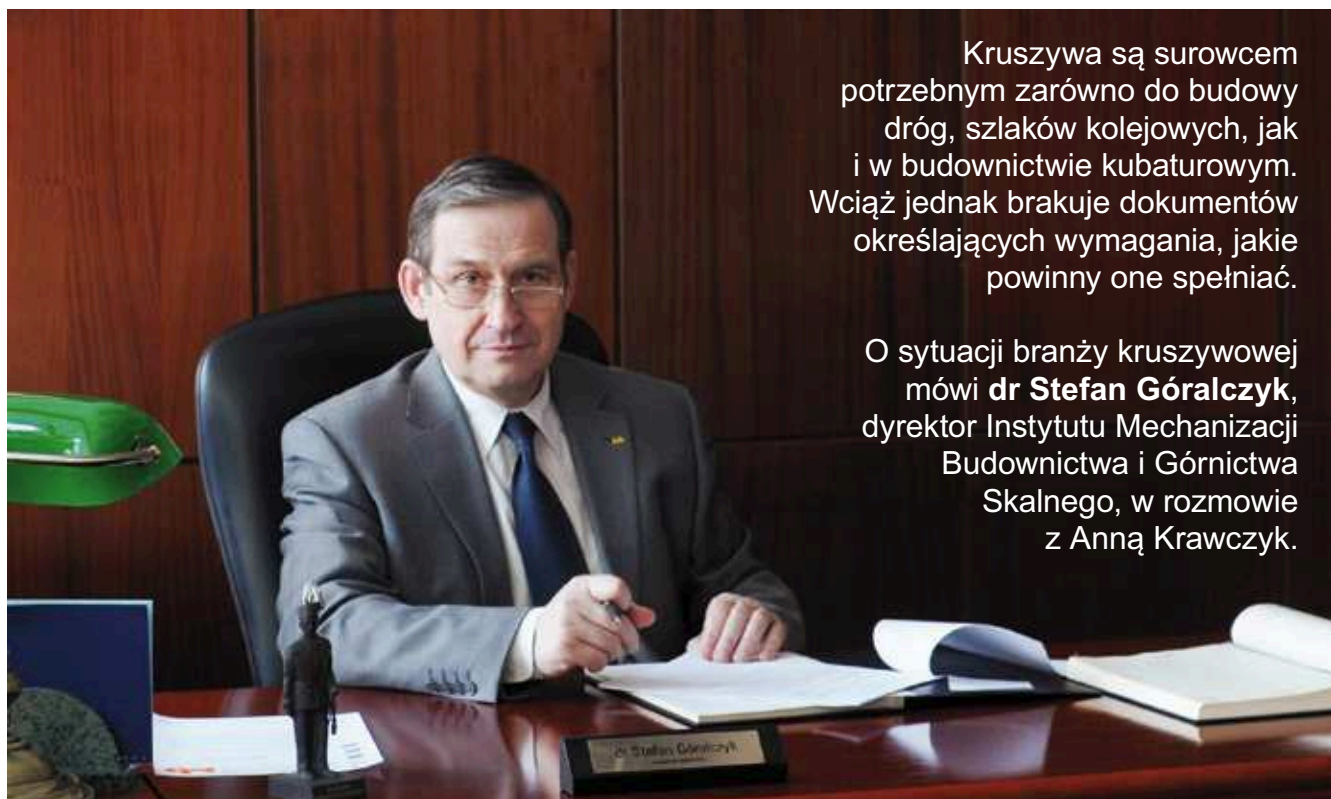 Kruszywa są surowcem
potrzebnym zarówno do budowy
dróg, szlaków kolejowych, jak
i w budownictwie kubaturowym.
Wciąż jednak brakuje dokumentów
określających wymagania, jakie
powinny one spełniać.
O sytuacji branży kruszywowej
mówi dr Stefan Góralczyk,
dyrektor Instytutu Mechanizacji
Budownictwa i Górnictwa
Skalnego, w rozmowie
z Anną Krawczyk.
dr Stefan Góralczyk